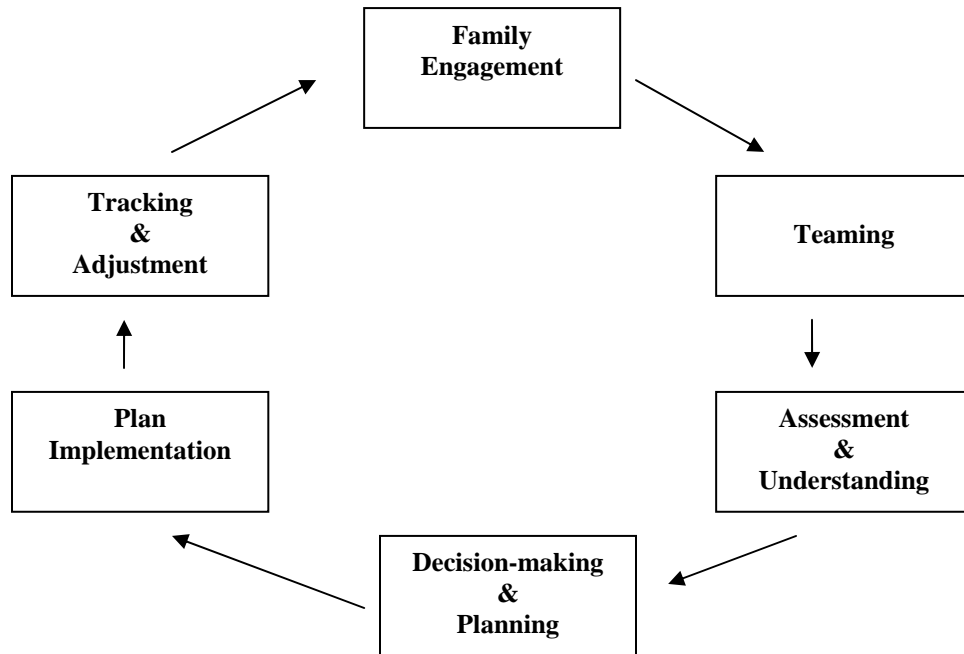 Family
Engagement
Teaming
Assessment
&
Understanding
Decision-making
&
Planning
Plan
Implementation
Tracking
&
Adjustment